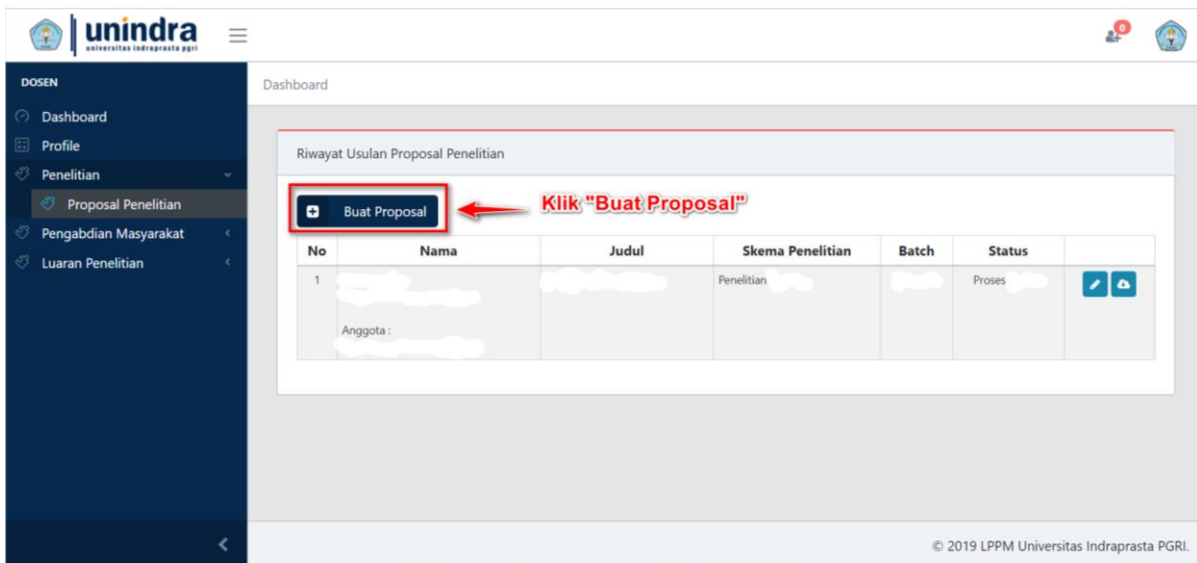 unindra
universitas indraprasta pgri
0
DOSEN
Dashboard
Profile
Penelitian
Proposal Penelitian
Pengabdian Masyarakat
Luaran Penelitian
Dashboard
Riwayat Usulan Proposal Penelitian
Buat Proposal
Klik "Buat Proposal"
No Nama Judul Skema Penelitian Batch Status
1 Penelitian Proses
Anggota :
© 2019 LPPM Universitas Indraprasta PGRI.